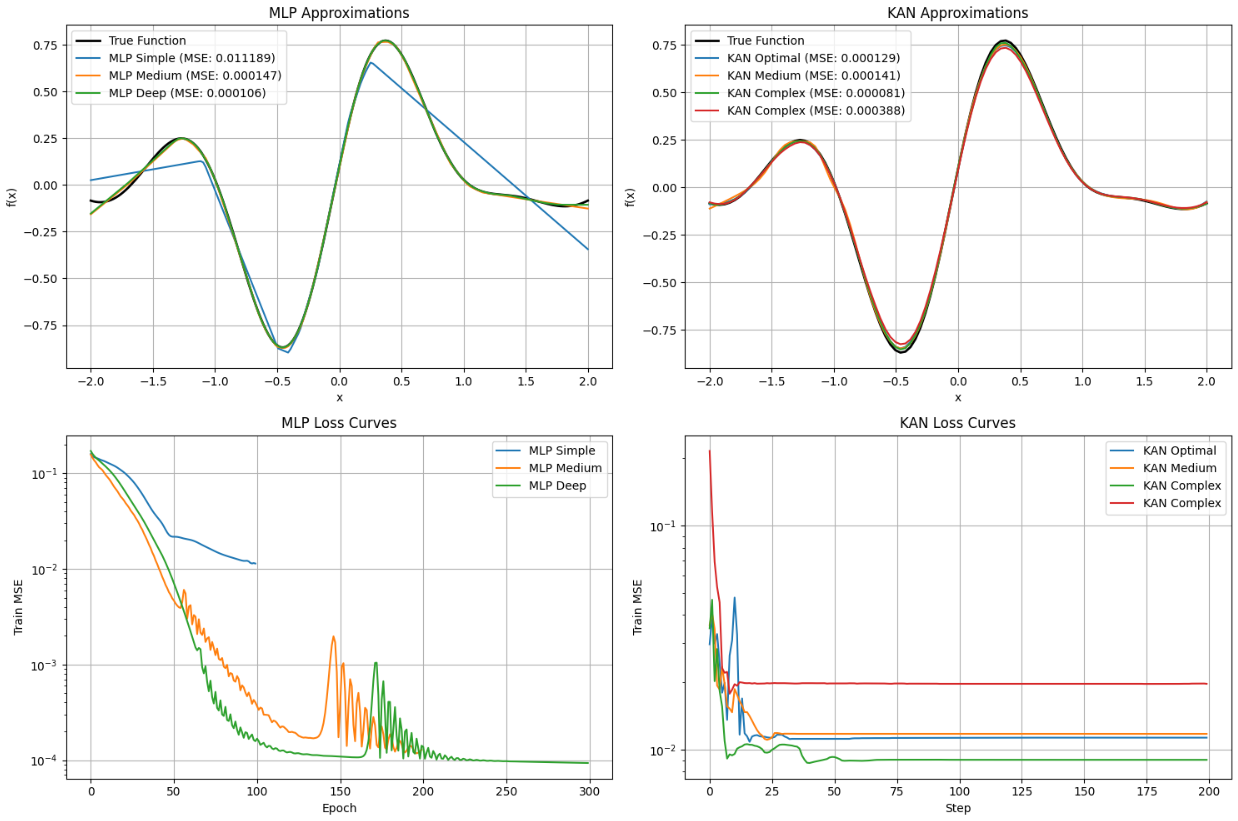 MLP Approximations
True Function
MLP Simple (MSE: 0.011189)
MLP Medium (MSE: 0.000147)
MLP Deep (MSE: 0.000106)
f(x)
0.75
0.50
0.25
0.00
−0.25
−0.50
−0.75
−2.0 −1.5 −1.0 −0.5 0.0 0.5 1.0 1.5 2.0
x
KAN Approximations
True Function
KAN Optimal (MSE: 0.000129)
KAN Medium (MSE: 0.000141)
KAN Complex (MSE: 0.000081)
KAN Complex (MSE: 0.000388)
f(x)
0.75
0.50
0.25
0.00
−0.25
−0.50
−0.75
−2.0 −1.5 −1.0 −0.5 0.0 0.5 1.0 1.5 2.0
x
MLP Loss Curves
MLP Simple
MLP Medium
MLP Deep
Train MSE
10⁻¹
10⁻²
10⁻³
10⁻⁴
0 50 100 150 200 250 300
Epoch
KAN Loss Curves
KAN Optimal
KAN Medium
KAN Complex
KAN Complex
Train MSE
10⁻¹
10⁻²
0 25 50 75 100 125 150 175 200
Step